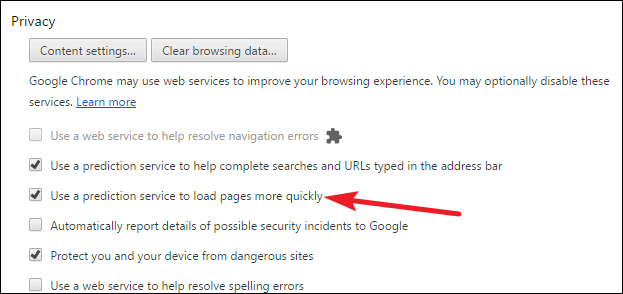 Privacy
Content settings... Clear browsing data...
Google Chrome may use web services to improve your browsing experience. You may optionally disable these
services. Learn more
Use a web service to help resolve navigation errors
Use a prediction service to help complete searches and URLs typed in the address bar
Use a prediction service to load pages more quickly
Automatically report details of possible security incidents to Google
Protect you and your device from dangerous sites
Use a web service to help resolve spelling errors